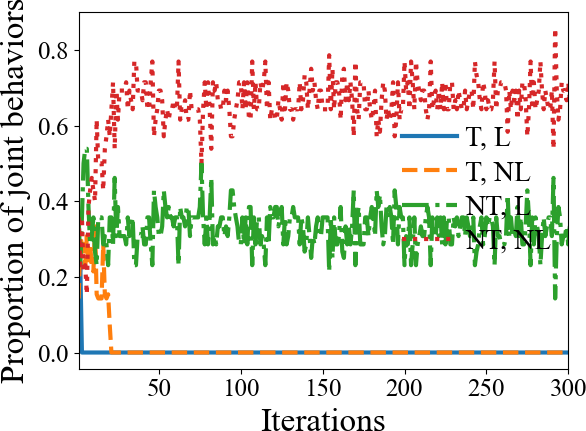 Proportion of joint behaviors
0.8
0.6
0.4
0.2
0.0
T, L
T, NL
NT, L
NT, NL
50
100
150
200
250
300
Iterations